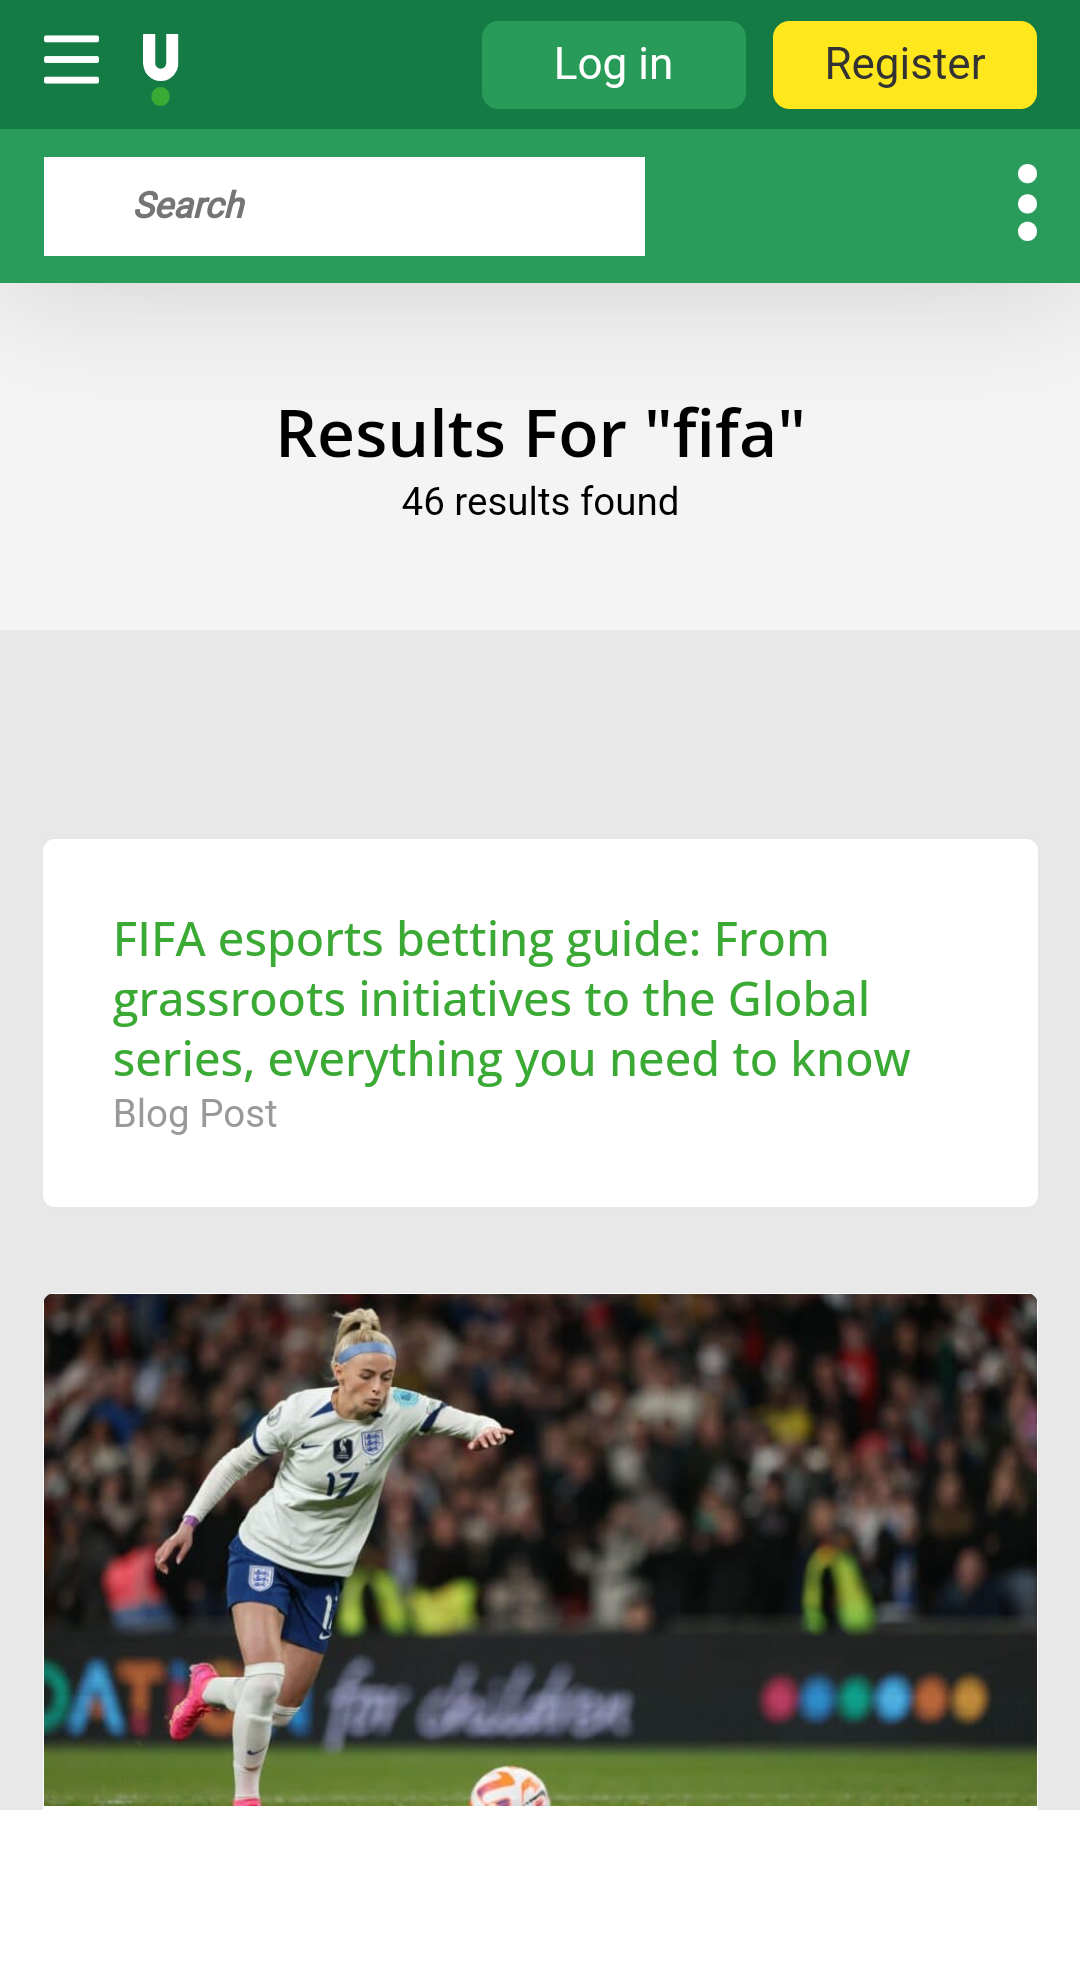 U
Log in
Register
Search
Results For "fifa"
46 results found
FIFA esports betting guide: From
grassroots initiatives to the Global
series, everything you need to know
Blog Post
17
for children